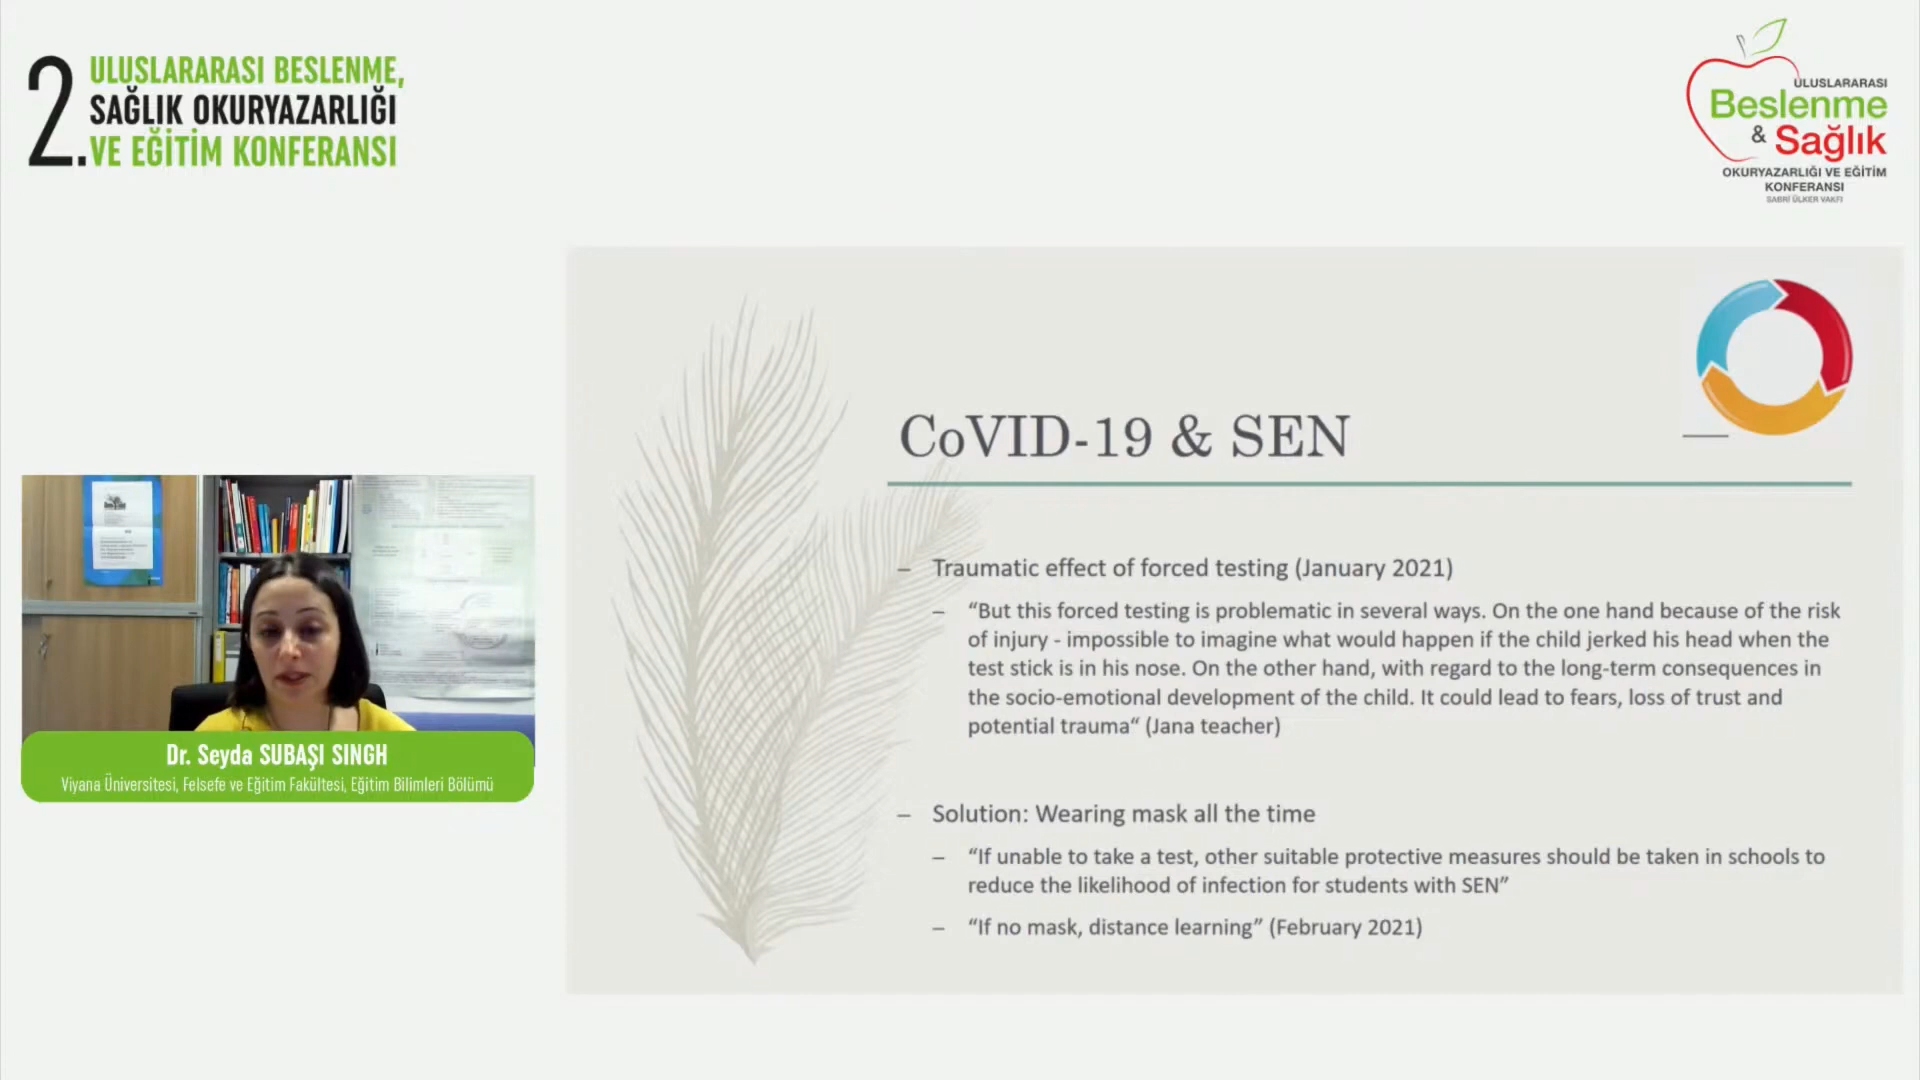 2. ULUSLARARASI BESLENME,
SAĞLIK OKURYAZARLIĞI
VE EĞİTİM KONFERANSI
ULUSLARARASI
Beslenme
& Sağlık
OKURYAZARLIĞI VE EĞİTİM
KONFERANSI
SABRİ ÜLKER VAKFI
CoVID-19 & SEN
– Traumatic effect of forced testing (January 2021)
– “But this forced testing is problematic in several ways. On the one hand because of the risk
of injury - impossible to imagine what would happen if the child jerked his head when the
test stick is in his nose. On the other hand, with regard to the long-term consequences in
the socio-emotional development of the child. It could lead to fears, loss of trust and
potential trauma“ (Jana teacher)
– Solution: Wearing mask all the time
– “If unable to take a test, other suitable protective measures should be taken in schools to
reduce the likelihood of infection for students with SEN”
– “If no mask, distance learning” (February 2021)
Dr. Seyda SUBAŞI SINGH
Viyana Üniversitesi, Felsefe ve Eğitim Fakültesi, Eğitim Bilimleri Bölümü